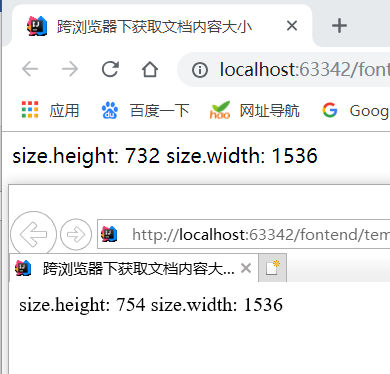 跨浏览器下获取文档内容大小
localhost:63342/font
应用 百度一下 网址导航 Goog
size.height: 732 size.width: 1536
http://localhost:63342/fontend/tem
跨浏览器下获取文档内容大...
size.height: 754 size.width: 1536